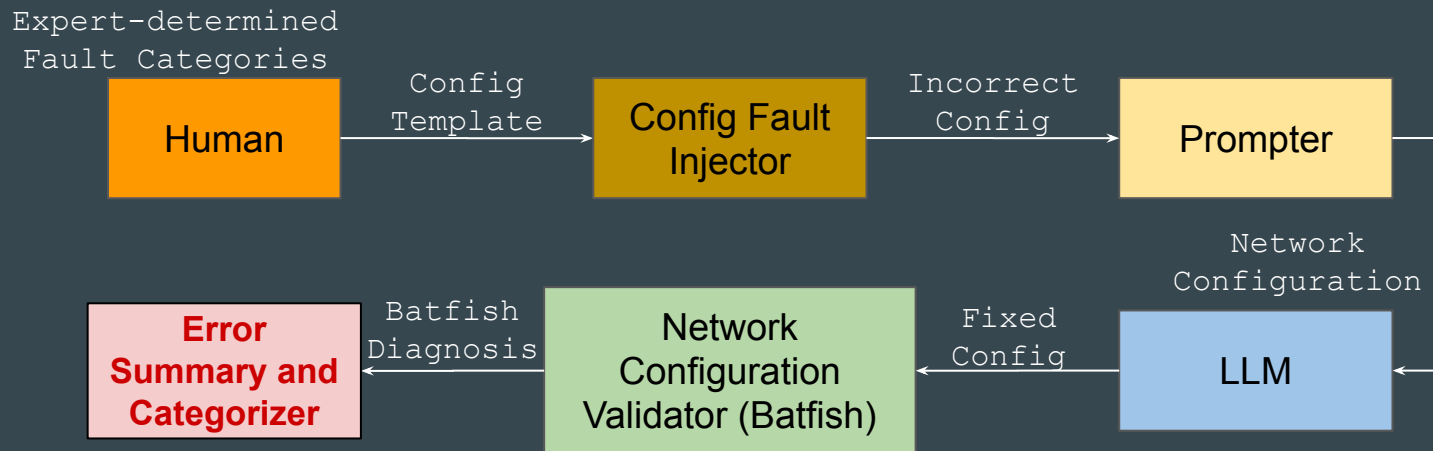 Expert-determined
Fault Categories
Human
Config
Template
Config Fault
Injector
Incorrect
Config
Prompter
Network
Configuration
LLM
Fixed
Config
Network
Configuration
Validator (Batfish)
Batfish
Diagnosis
Error
Summary and
Categorizer